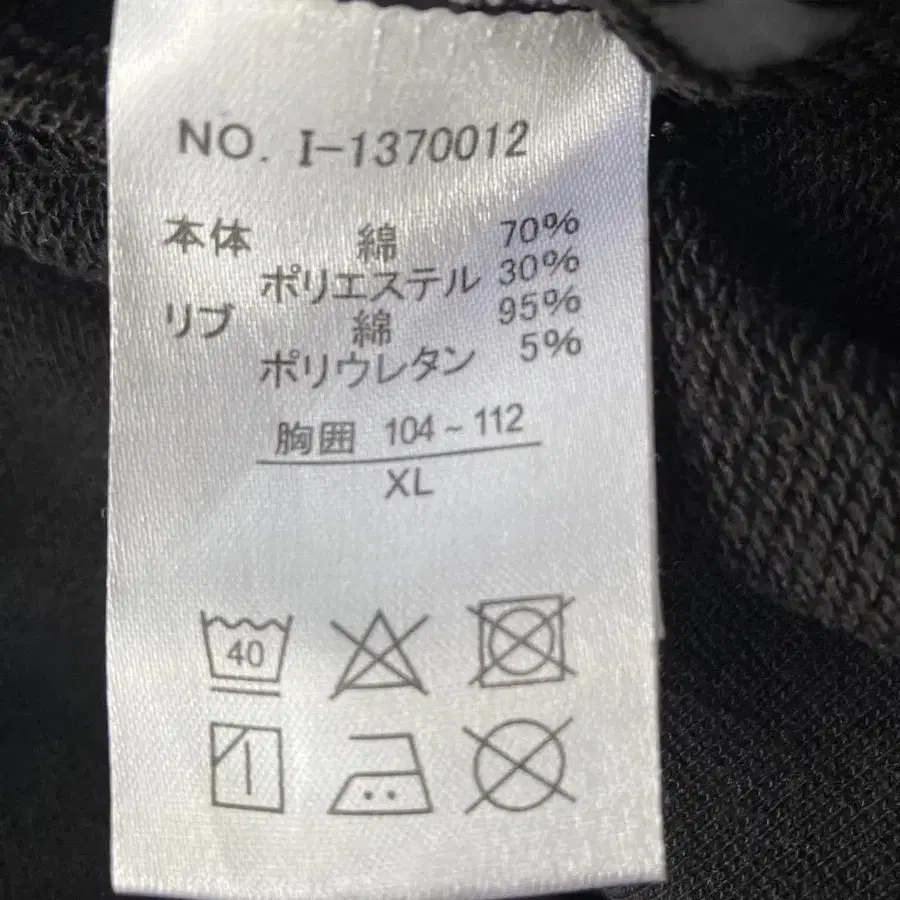 NO. I-1370012
本体 綿 70%
ポリエステル 30%
リブ 綿 95%
ポリウレタン 5%
胸囲 104~112
XL
40